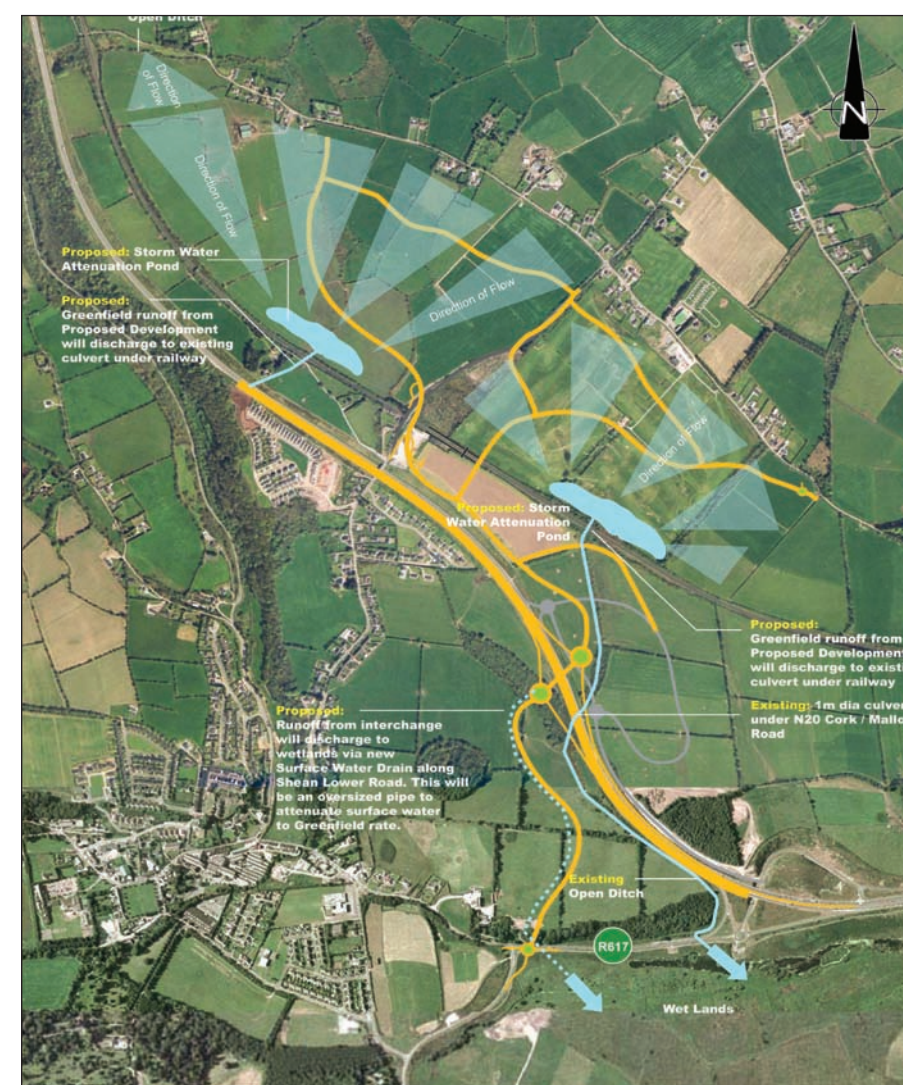 Open Ditch
N
Direction
of Flow
Direction of Flow
Proposed: Storm Water
Attenuation Pond
Direction of Flow
Proposed:
Greenfield runoff from
Proposed Development
will discharge to existing
culvert under railway
Direction of Flow
Proposed: Storm
Water Attenuation
Pond
Proposed:
Greenfield runoff from
Proposed Development
will discharge to existi
culvert under railway
Existing: 1m dia culver
under N20 Cork / Mallo
Road
Proposed:
Runoff from interchange
will discharge to
wetlands via new
Surface Water Drain along
Shean Lower Road. This will
be an oversized pipe to
attenuate surface water
to Greenfield rate.
Existing
Open Ditch
R617
Wet Lands